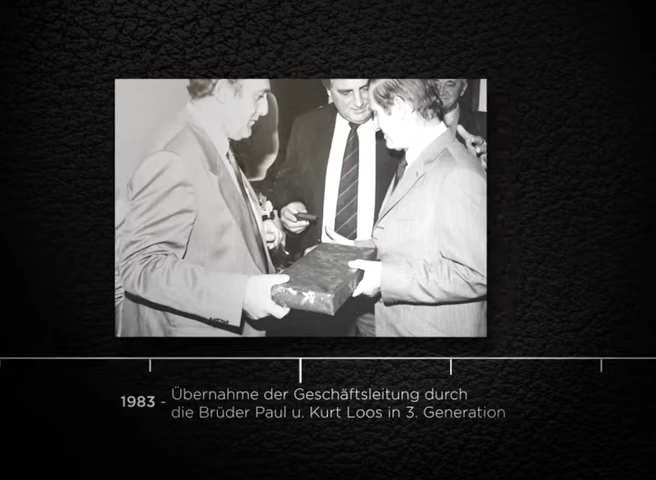 1983 - Übernahme der Geschäftsleitung durch
die Brüder Paul u. Kurt Loos in 3. Generation